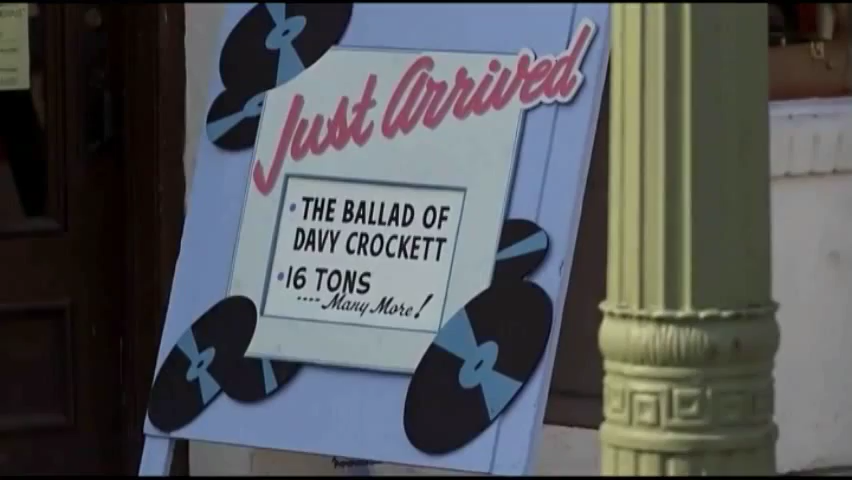 Just Arrived
• THE BALLAD OF
DAVY CROCKETT
• 16 TONS
.... Many More!